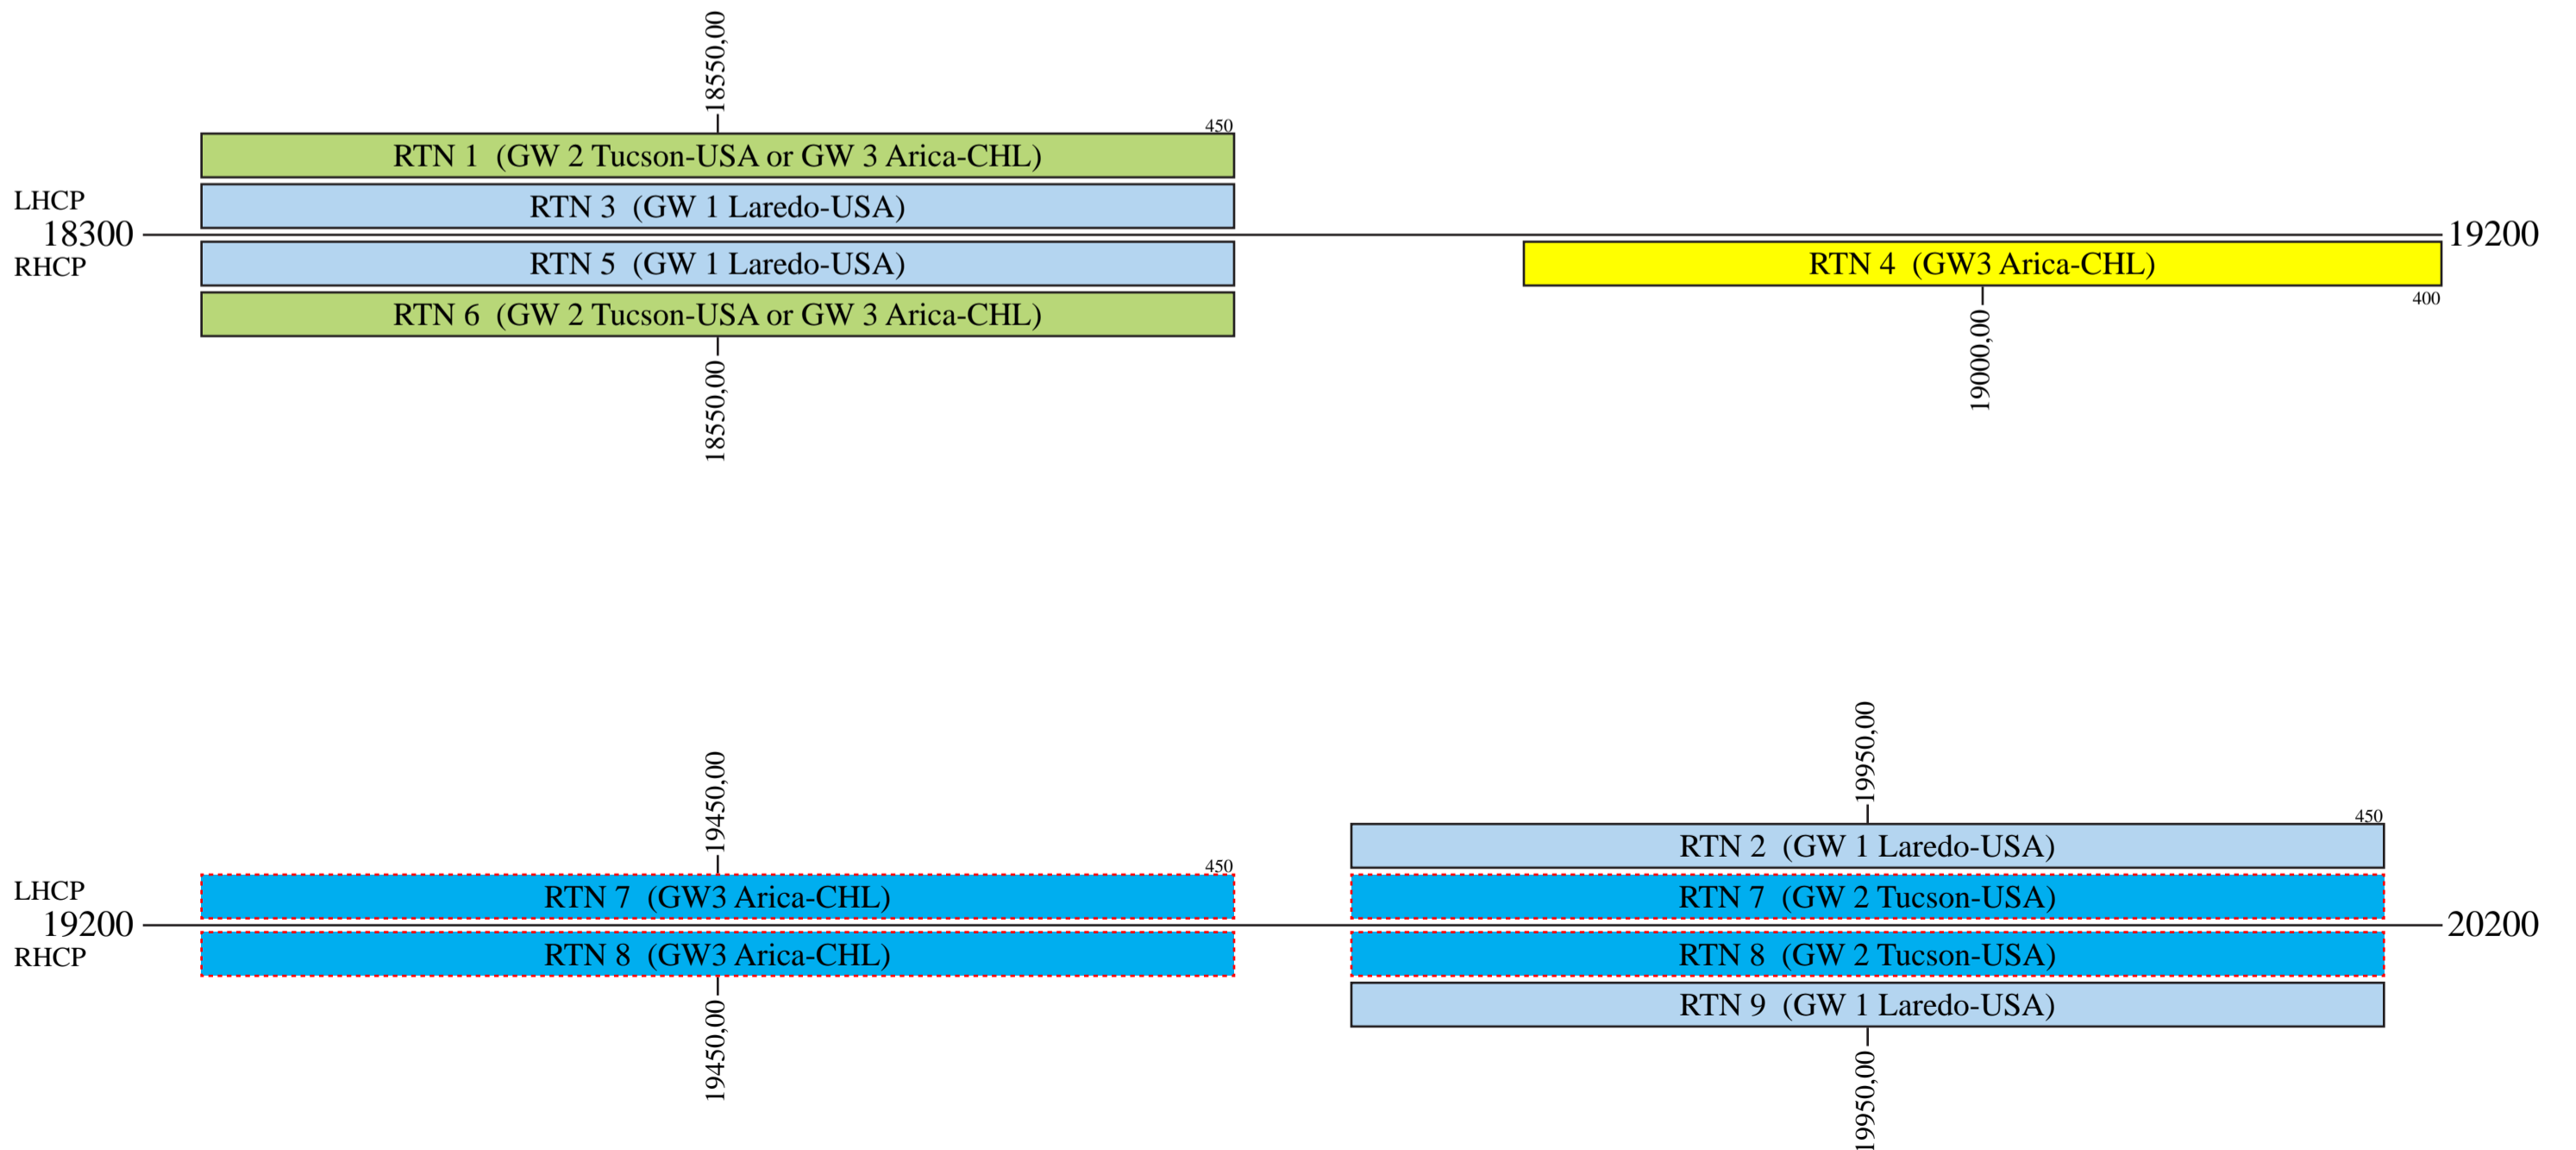 18550,00
450
RTN 1 (GW 2 Tucson-USA or GW 3 Arica-CHL)
LHCP
RTN 3 (GW 1 Laredo-USA)
18300
19200
RHCP
RTN 5 (GW 1 Laredo-USA)
RTN 4 (GW3 Arica-CHL)
400
RTN 6 (GW 2 Tucson-USA or GW 3 Arica-CHL)
18550,00
19000,00
19450,00
19950,00
450
RTN 2 (GW 1 Laredo-USA)
450
LHCP
RTN 7 (GW3 Arica-CHL)
RTN 7 (GW 2 Tucson-USA)
19200
20200
RHCP
RTN 8 (GW3 Arica-CHL)
RTN 8 (GW 2 Tucson-USA)
RTN 9 (GW 1 Laredo-USA)
19450,00
19950,00